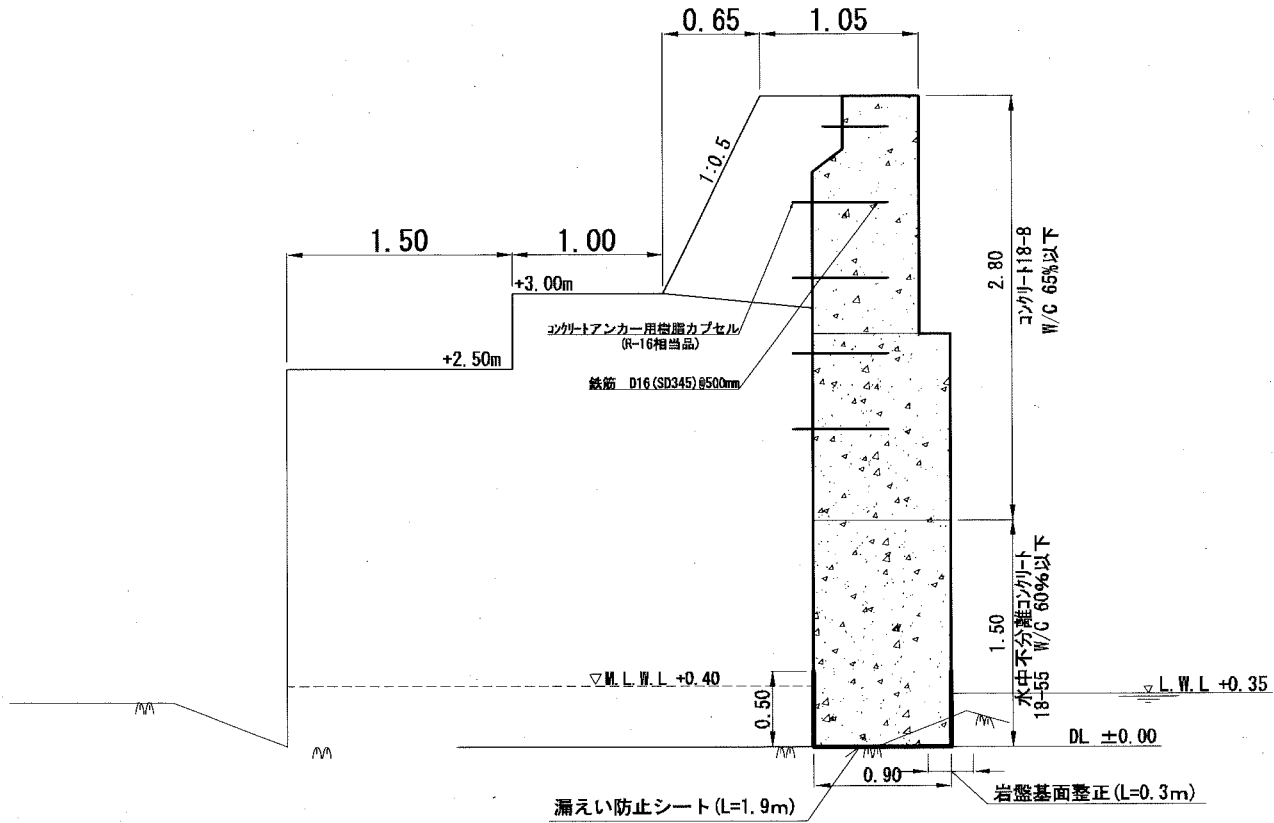 0.65
1.05
1:0.5
1.50
1.00
+3.00m
+2.50m
コンクリートアンカー用樹脂カプセル
(R-16相当品)
鉄筋 D16(SD345)@500mm
2.80
コンクリート18-8
W/C 65%以下
1.50
水中不分離コンクリート
18-55 W/C 60%以下
▽M.L.W.L +0.40
0.50
▽ L.W.L +0.35
DL ±0.00
0.90
漏えい防止シート(L=1.9m)
岩盤基面整正(L=0.3m)